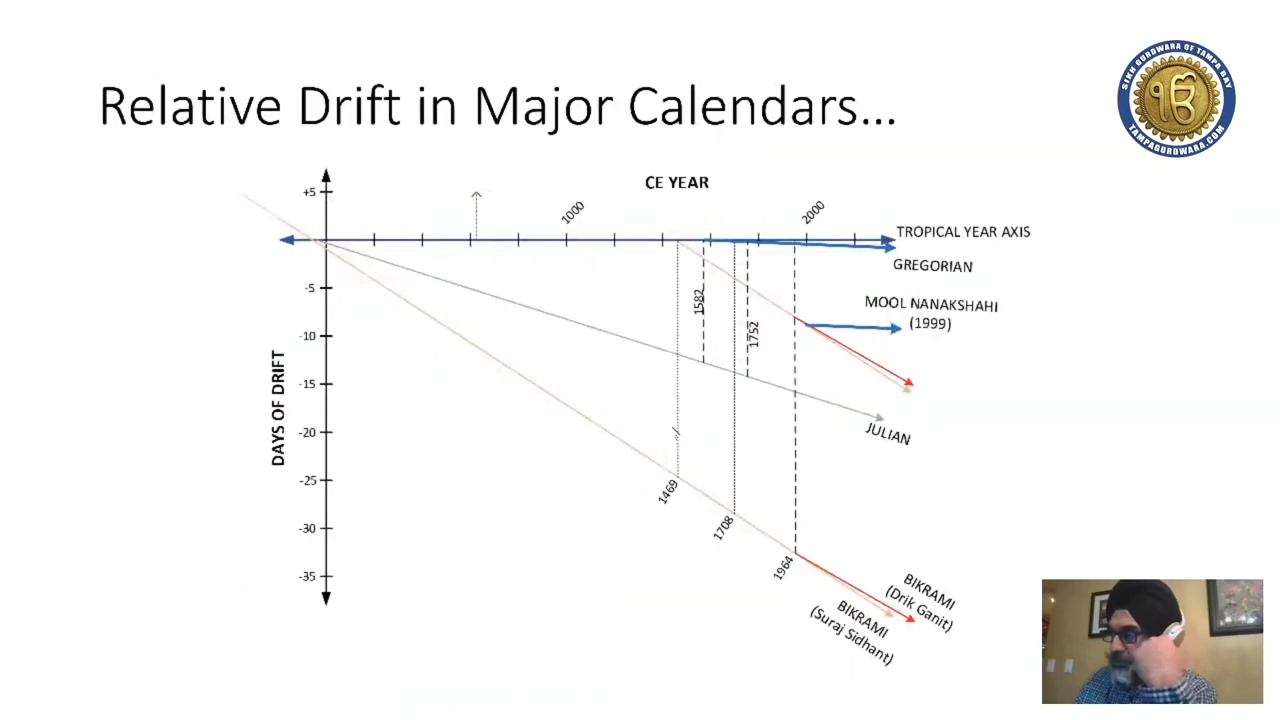 Relative Drift in Major Calendars...
SIKH GURDWARA OF TAMPA BAY
ੴ
TAMPAGURDWARA.COM
CE YEAR
+5
1000
2000
TROPICAL YEAR AXIS
GREGORIAN
-5
1582
MOOL NANAKSHAHI
(1999)
-10
1752
-15
DAYS OF DRIFT
JULIAN
-20
-25
1469
-30
1708
1964
-35
BIKRAMI
(Drik Ganit)
BIKRAMI
(Suraj Sidhant)